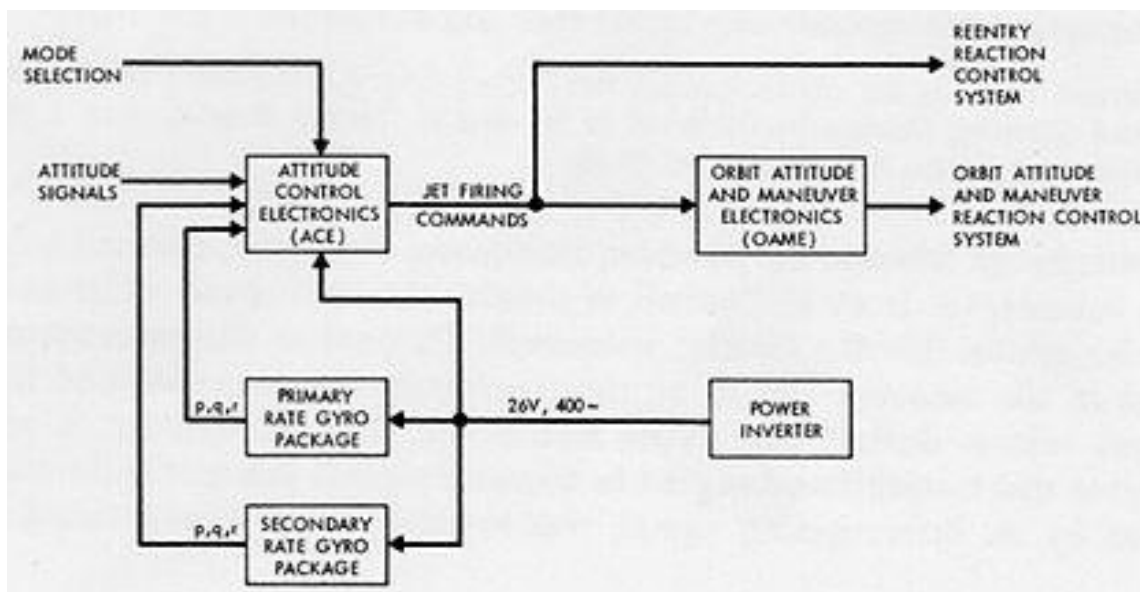 MODE
SELECTION
REENTRY
REACTION
CONTROL
SYSTEM
ATTITUDE
SIGNALS
ATTITUDE
CONTROL
ELECTRONICS
(ACE)
JET FIRING
COMMANDS
ORBIT ATTITUDE
AND MANEUVER
ELECTRONICS
(OAME)
ORBIT ATTITUDE
AND MANEUVER
REACTION CONTROL
SYSTEM
p,q,r
PRIMARY
RATE GYRO
PACKAGE
26V, 400~
POWER
INVERTER
p,q,r
SECONDARY
RATE GYRO
PACKAGE